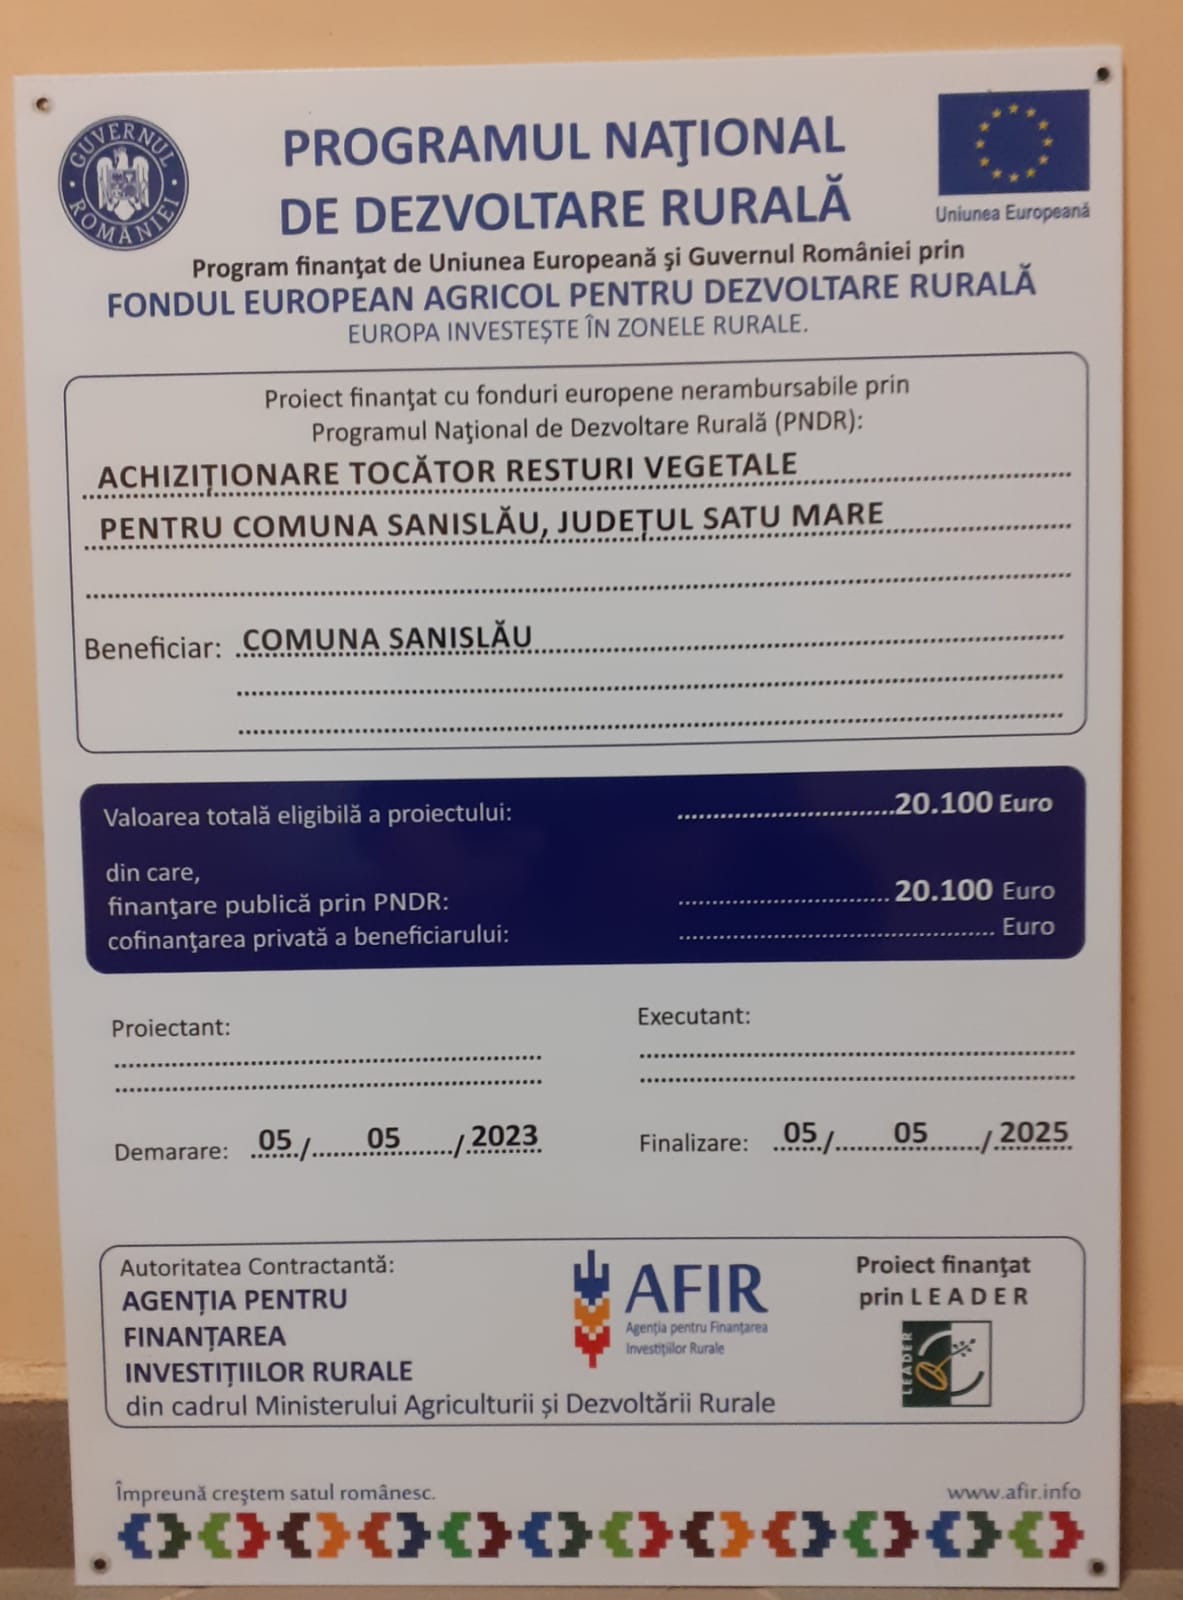 GUVERNUL ROMÂNIEI
PROGRAMUL NAŢIONAL
DE DEZVOLTARE RURALĂ
Uniunea Europeană
Program finanţat de Uniunea Europeană şi Guvernul României prin
FONDUL EUROPEAN AGRICOL PENTRU DEZVOLTARE RURALĂ
EUROPA INVESTEŞTE ÎN ZONELE RURALE.
Proiect finanţat cu fonduri europene nerambursabile prin
Programul Naţional de Dezvoltare Rurală (PNDR):
ACHIZIȚIONARE TOCĂTOR RESTURI VEGETALE
PENTRU COMUNA SANISLĂU, JUDEȚUL SATU MARE
Beneficiar: COMUNA SANISLĂU
Valoarea totală eligibilă a proiectului: 20.100 Euro
din care,
finanţare publică prin PNDR: 20.100 Euro
cofinanţarea privată a beneficiarului: Euro
Proiectant:
Executant:
Demarare: 05/05/2023
Finalizare: 05/05/2025
Autoritatea Contractantă:
AGENȚIA PENTRU
FINANȚAREA
INVESTIȚIILOR RURALE
din cadrul Ministerului Agriculturii și Dezvoltării Rurale
AFIR
Agenția pentru Finanțarea
Investițiilor Rurale
Proiect finanţat
prin L E A D E R
LEADER
Împreună creştem satul românesc.
www.afir.info